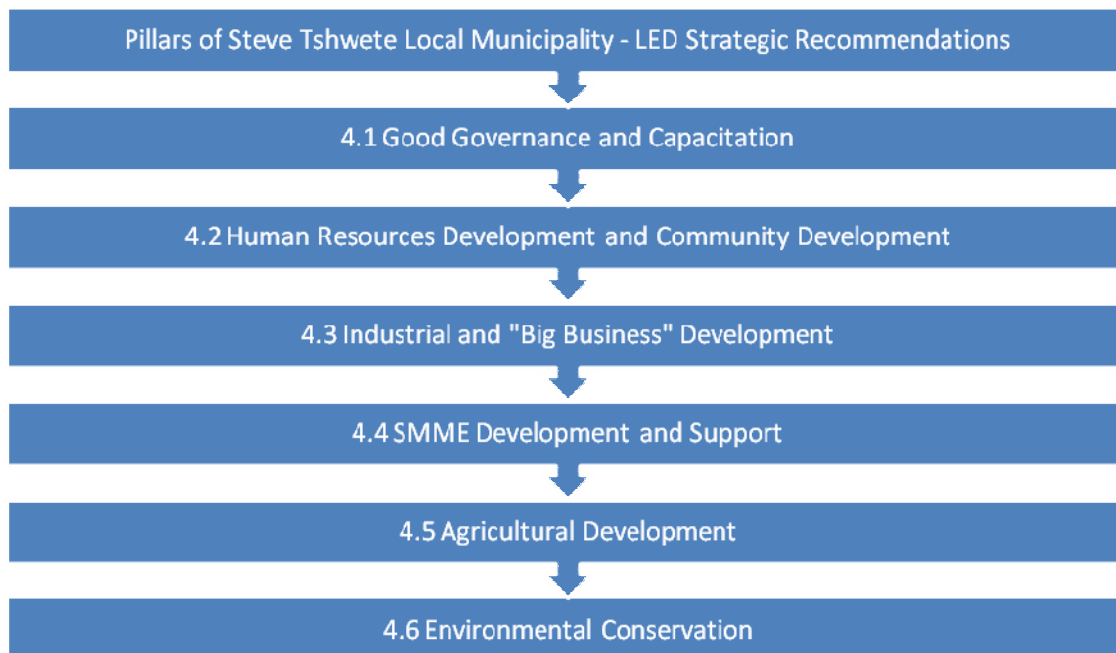 Pillars of Steve Tshwete Local Municipality - LED Strategic Recommendations
4.1 Good Governance and Capacitation
4.2 Human Resources Development and Community Development
4.3 Industrial and "Big Business" Development
4.4 SMME Development and Support
4.5 Agricultural Development
4.6 Environmental Conservation